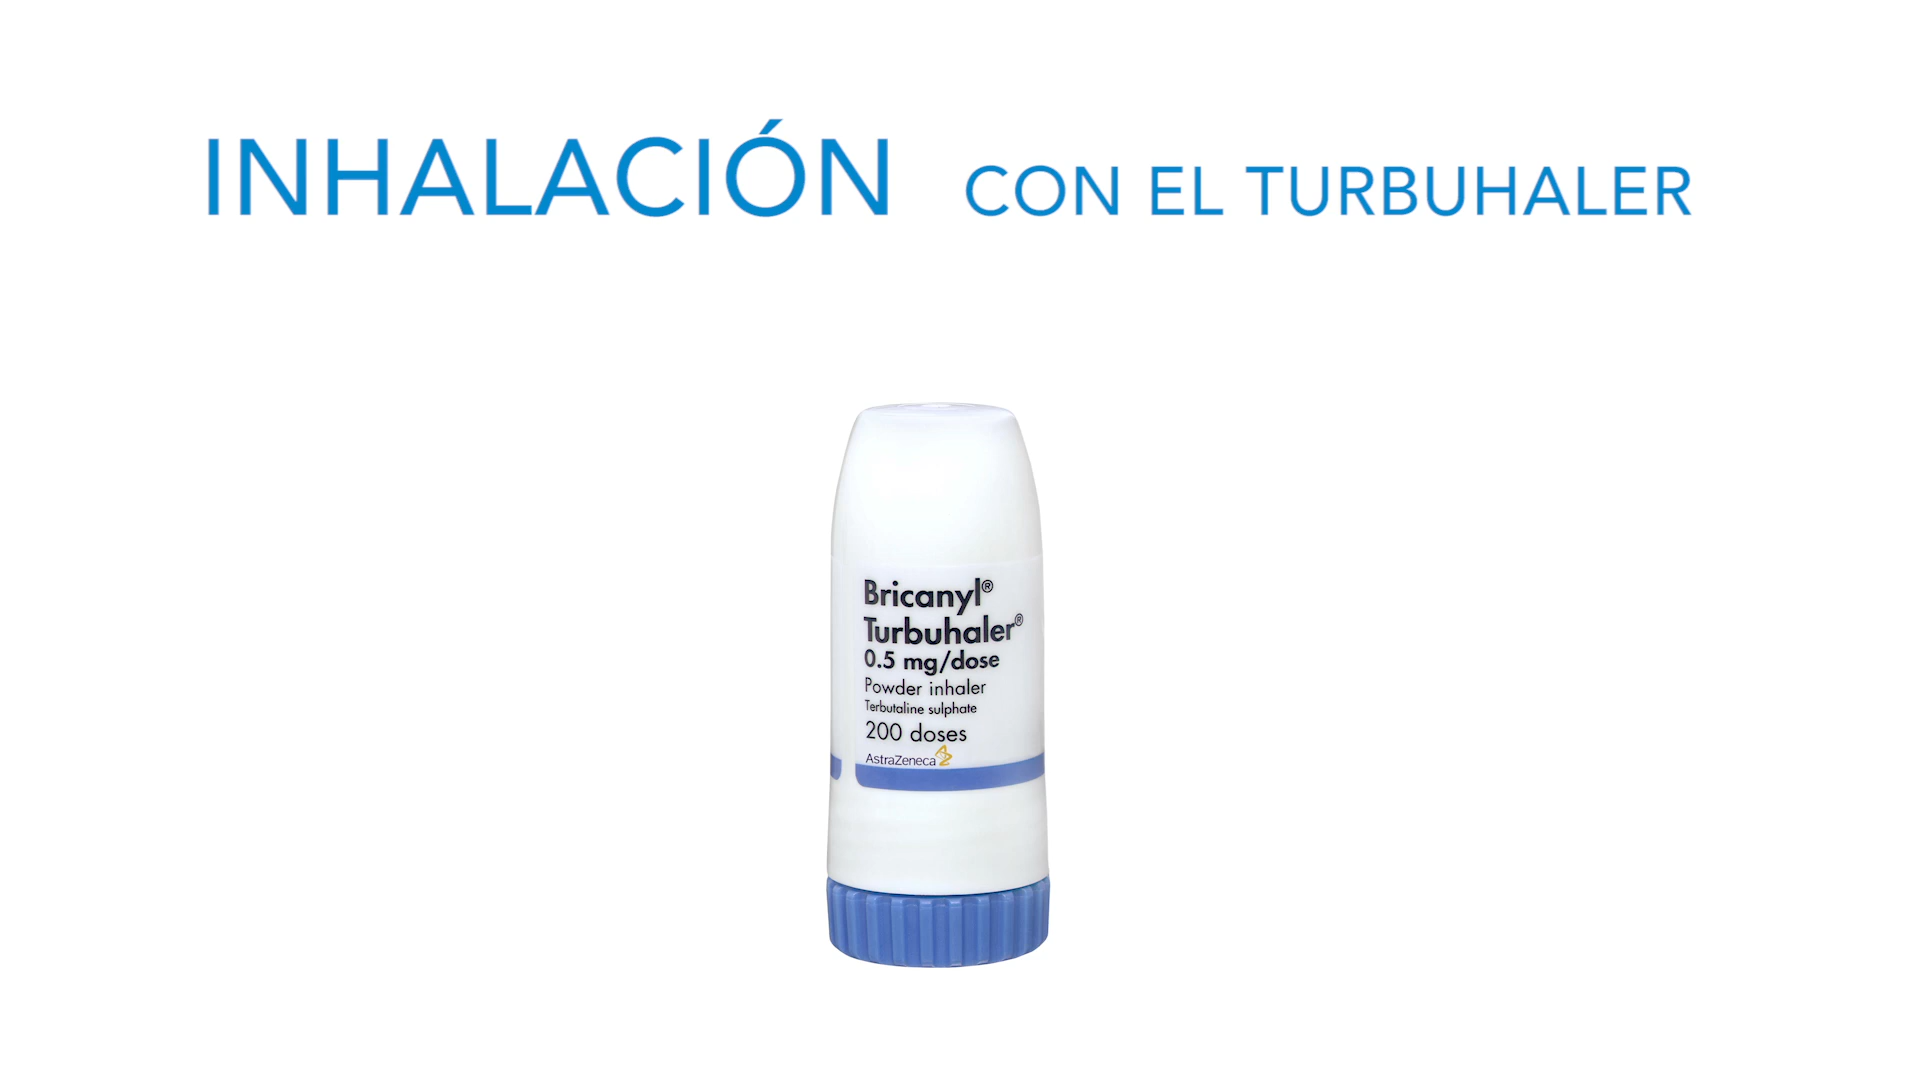 INHALACIÓN CON EL TURBUHALER
Bricanyl®
Turbuhaler®
0.5 mg/dose
Powder inhaler
Terbutaline sulphate
200 doses
AstraZeneca